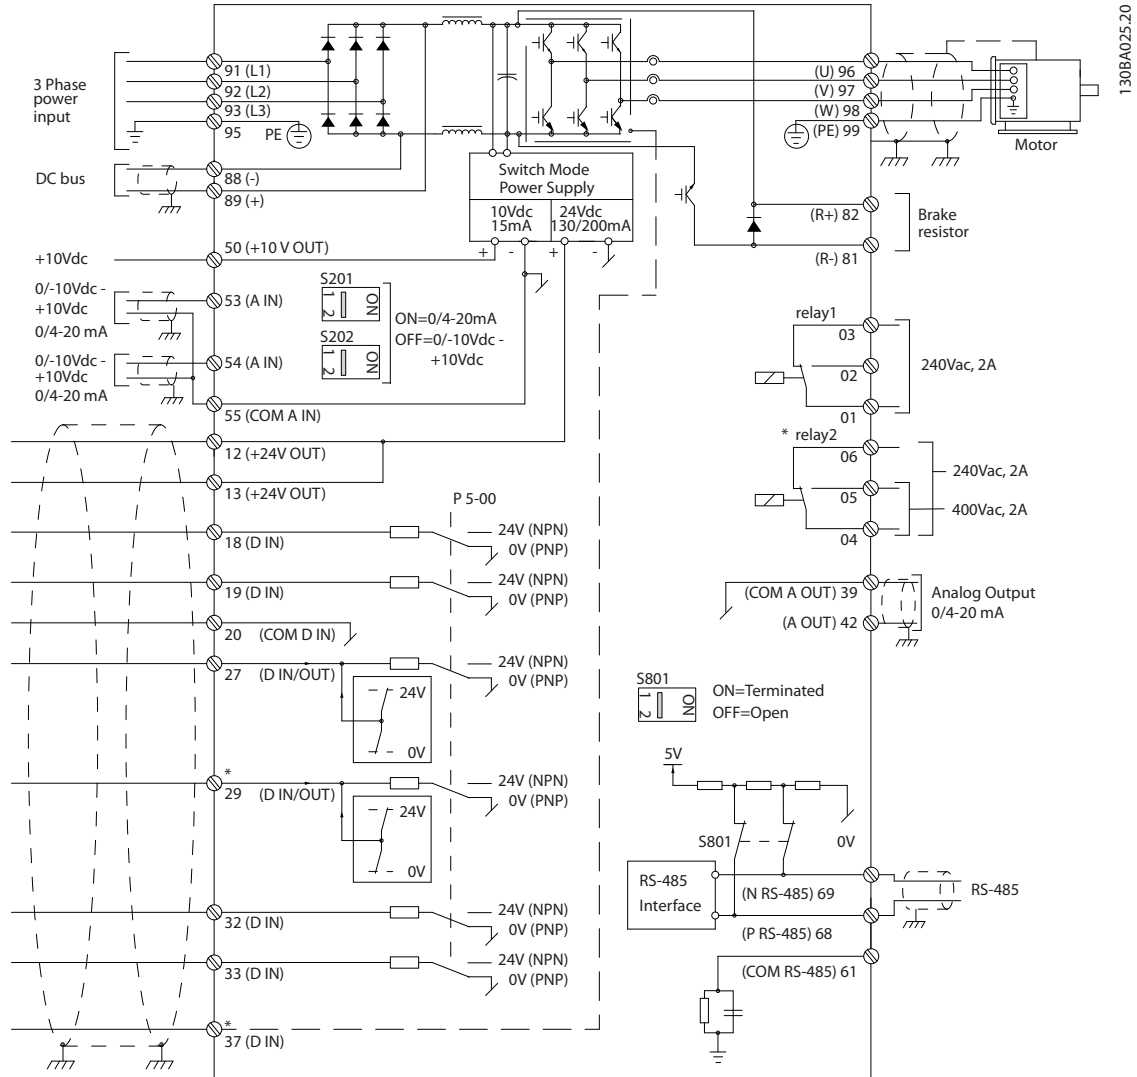 130BA025.20
3 Phase
power
input
91 (L1)
92 (L2)
93 (L3)
95
PE
(U) 96
(V) 97
(W) 98
(PE) 99
Motor
DC bus
88 (-)
89 (+)
Switch Mode
Power Supply
10Vdc
15mA
24Vdc
130/200mA
+ - + -
(R+) 82
(R-) 81
Brake
resistor
+10Vdc
50 (+10 V OUT)
0/-10Vdc -
+10Vdc
0/4-20 mA
53 (A IN)
S201
1 2
ON
S202
1 2
ON
ON=0/4-20mA
OFF=0/-10Vdc -
+10Vdc
0/-10Vdc -
+10Vdc
0/4-20 mA
54 (A IN)
55 (COM A IN)
relay1
03
02
01
240Vac, 2A
* relay2
06
05
04
240Vac, 2A
400Vac, 2A
12 (+24V OUT)
13 (+24V OUT)
P 5-00
18 (D IN)
24V (NPN)
0V (PNP)
19 (D IN)
24V (NPN)
0V (PNP)
20 (COM D IN)
27 (D IN/OUT)
24V (NPN)
0V (PNP)
24V
0V
*
29 (D IN/OUT)
24V (NPN)
0V (PNP)
24V
0V
32 (D IN)
24V (NPN)
0V (PNP)
33 (D IN)
24V (NPN)
0V (PNP)
*
37 (D IN)
(COM A OUT) 39
(A OUT) 42
Analog Output
0/4-20 mA
S801
1 2
ON
ON=Terminated
OFF=Open
5V
S801
0V
RS-485
Interface
(N RS-485) 69
(P RS-485) 68
(COM RS-485) 61
RS-485